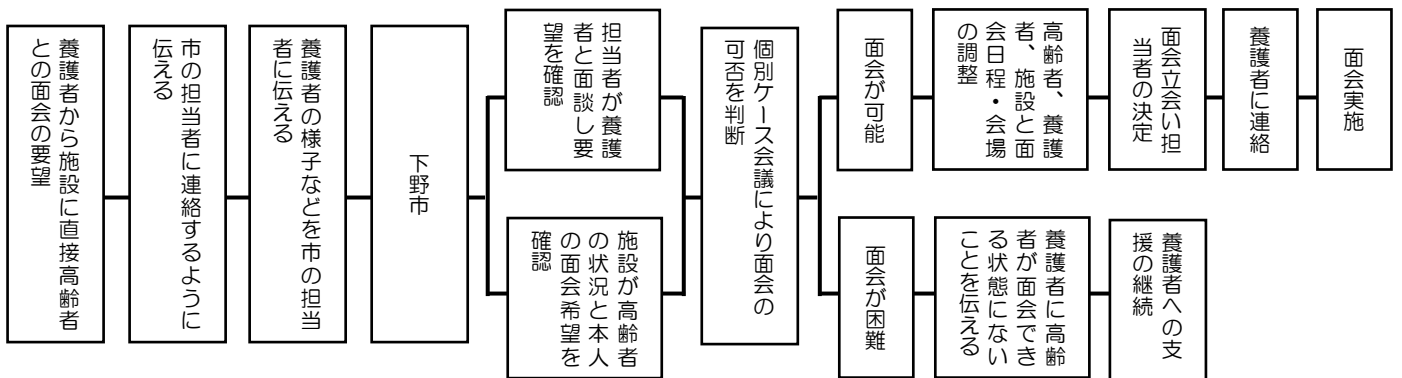 養護者から施設に直接高齢者
との面会の要望
市の担当者に連絡するように
伝える
養護者の様子などを市の担当
者に伝える
下野市
担当者が養護
者と面談し要
望を確認
施設が高齢者
の状況と本人
の面会希望を
確認
個別ケース会議により面会の
可否を判断
面会が可能
高齢者、養護
者、施設と面
会日程・会場
の調整
面会立会い担
当者の決定
養護者に連絡
面会実施
面会が困難
養護者に高齢
者が面会でき
る状態にない
ことを伝える
養護者への支
援の継続